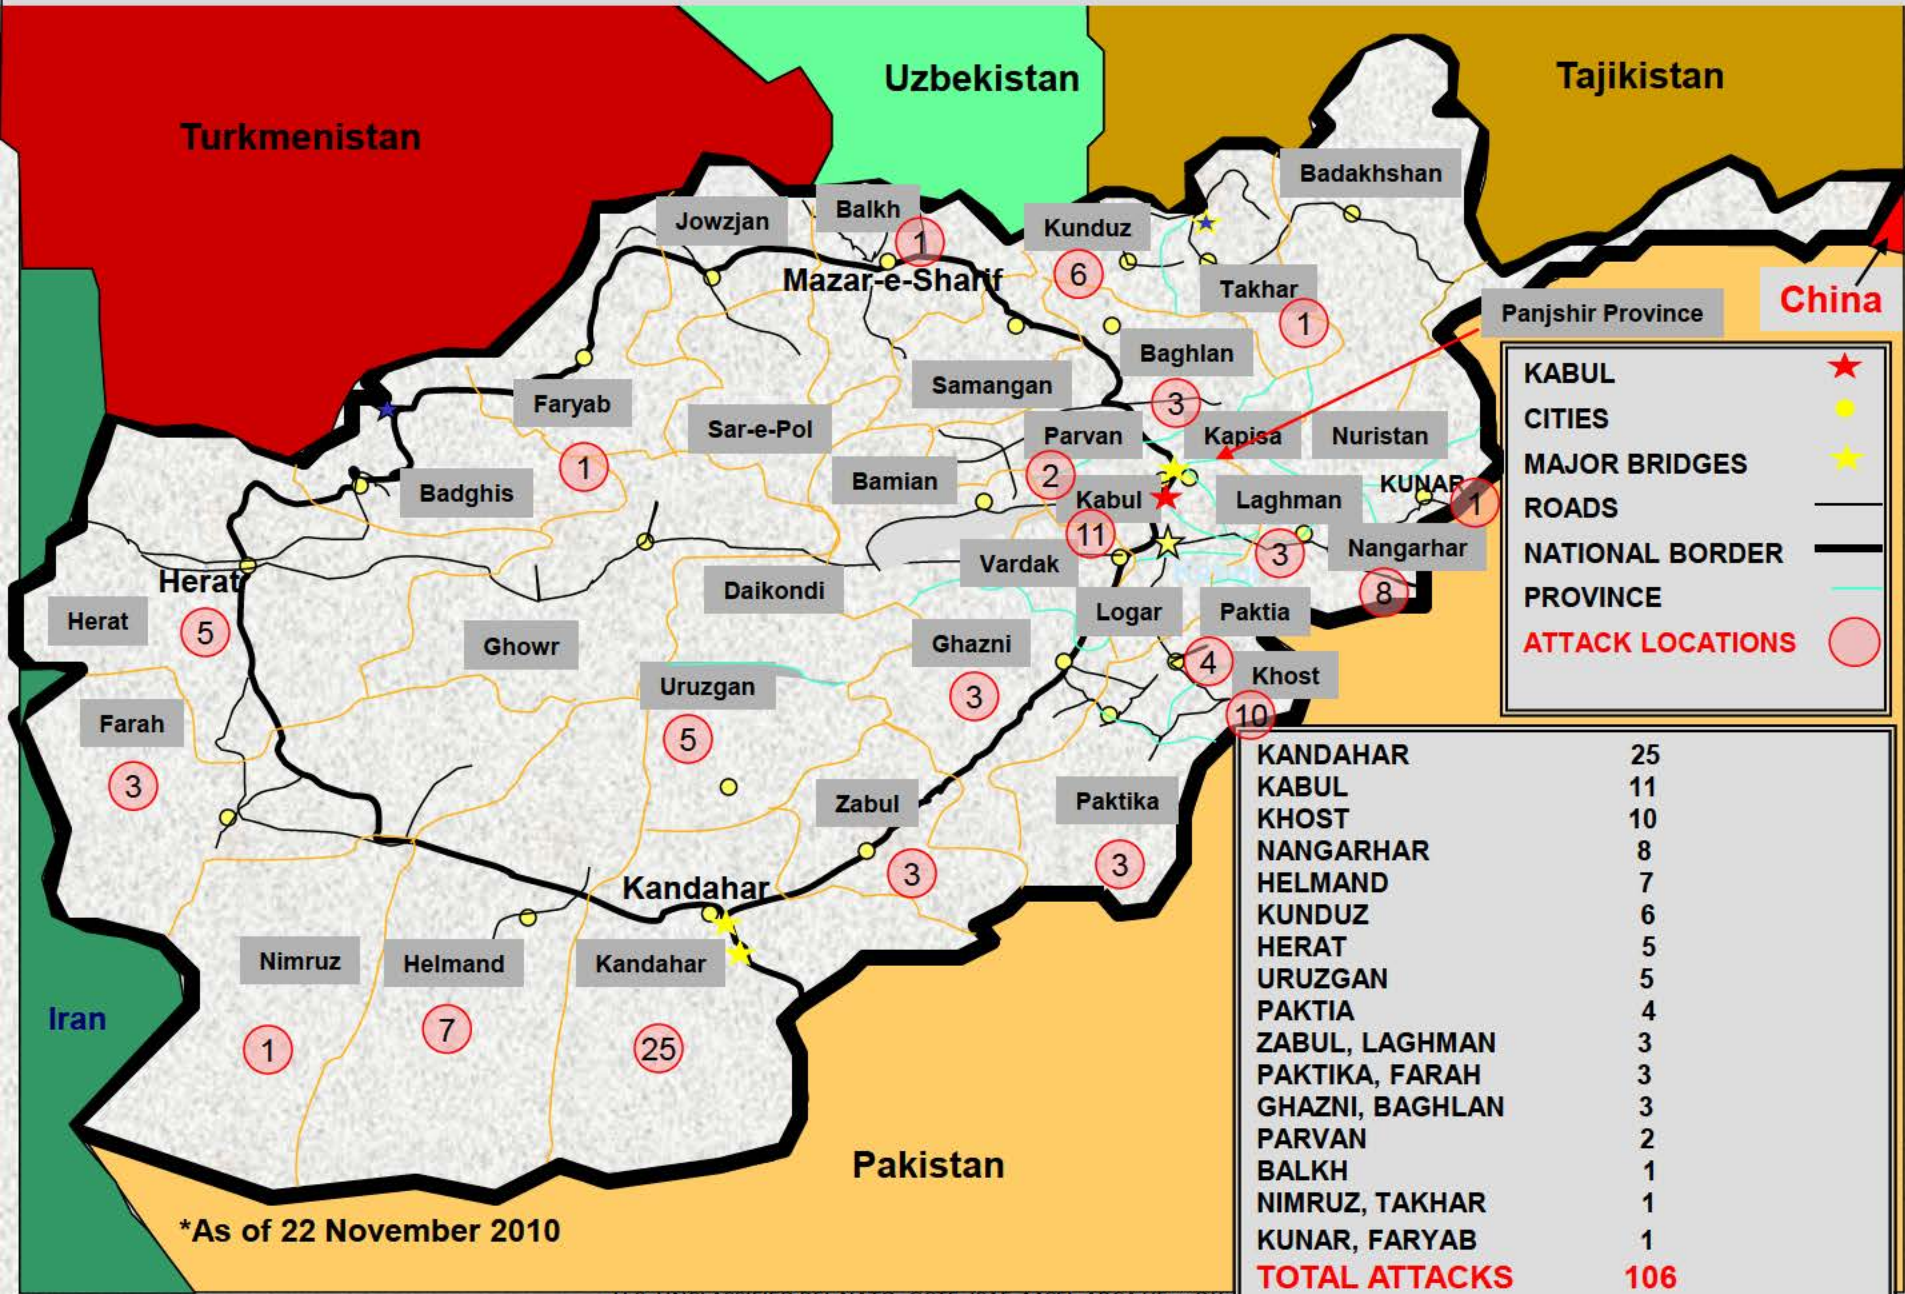 Uzbekistan
Tajikistan
Turkmenistan
Badakhshan
Jowzjan
Balkh
1
Kunduz
6
Mazar-e-Sharif
Takhar
1
Panjshir Province
China
Baghlan
3
Samangan
Faryab
1
Sar-e-Pol
Parvan
2
Kapisa
Nuristan
Bamian
Badghis
Kabul
11
Laghman
3
KUNAR
1
Nangarhar
8
Vardak
Herat
Herat
5
Daikondi
Logar
Paktia
4
Ghowr
Ghazni
3
Khost
10
Uruzgan
5
Farah
3
Zabul
3
Paktika
3
Kandahar
Nimruz
1
Helmand
7
Kandahar
25
Iran
Pakistan
*As of 22 November 2010
KABUL
CITIES
MAJOR BRIDGES
ROADS
NATIONAL BORDER
PROVINCE
ATTACK LOCATIONS
KANDAHAR 25
KABUL 11
KHOST 10
NANGARHAR 8
HELMAND 7
KUNDUZ 6
HERAT 5
URUZGAN 5
PAKTIA 4
ZABUL, LAGHMAN 3
PAKTIKA, FARAH 3
GHAZNI, BAGHLAN 3
PARVAN 2
BALKH 1
NIMRUZ, TAKHAR 1
KUNAR, FARYAB 1
TOTAL ATTACKS 106